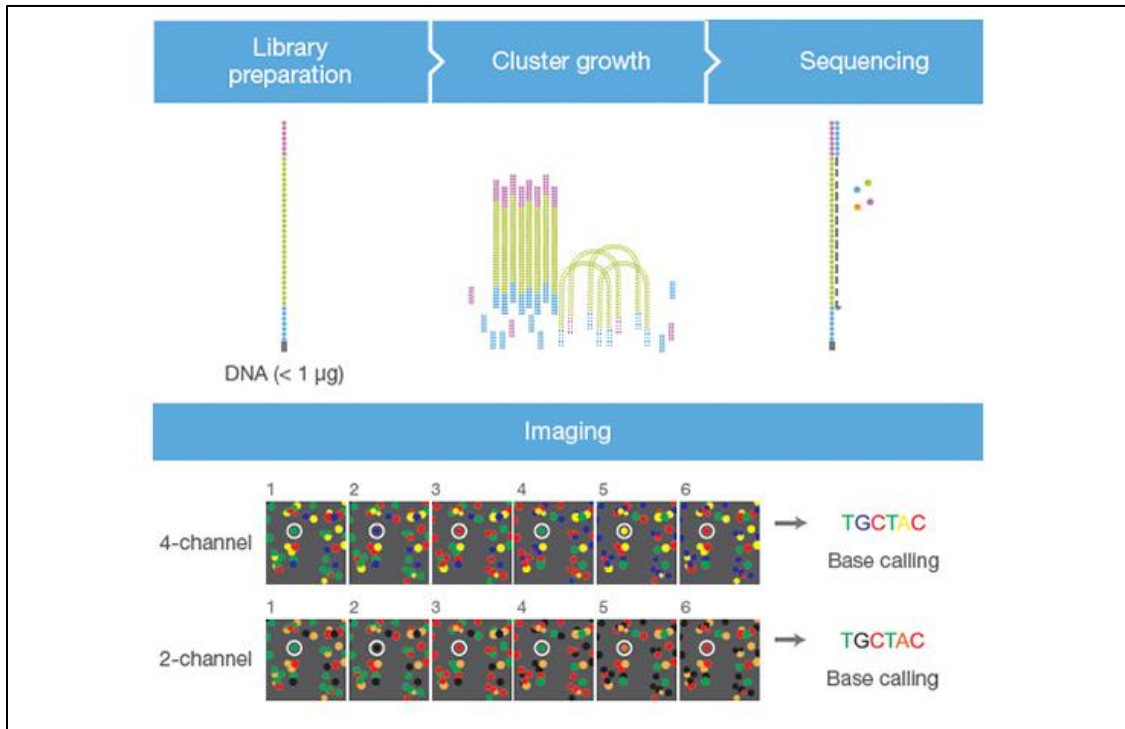 Library
preparation
Cluster growth
Sequencing
DNA (< 1 µg)
Imaging
1 2 3 4 5 6
4-channel
TGCTAC
Base calling
1 2 3 4 5 6
2-channel
TGCTAC
Base calling